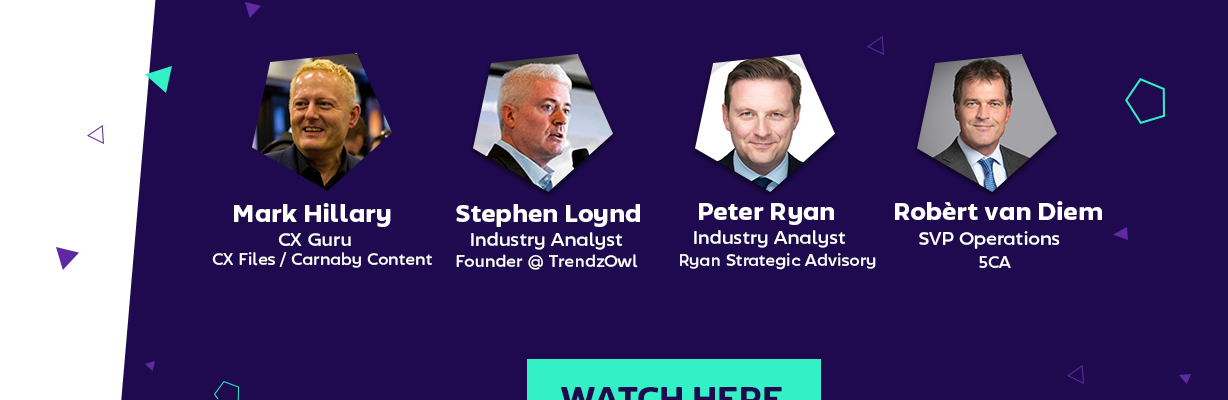 Mark Hillary
CX Guru
CX Files / Carnaby Content
Stephen Loynd
Industry Analyst
Founder @ TrendzOwl
Peter Ryan
Industry Analyst
Ryan Strategic Advisory
Robèrt van Diem
SVP Operations
5CA
WATCH HERE